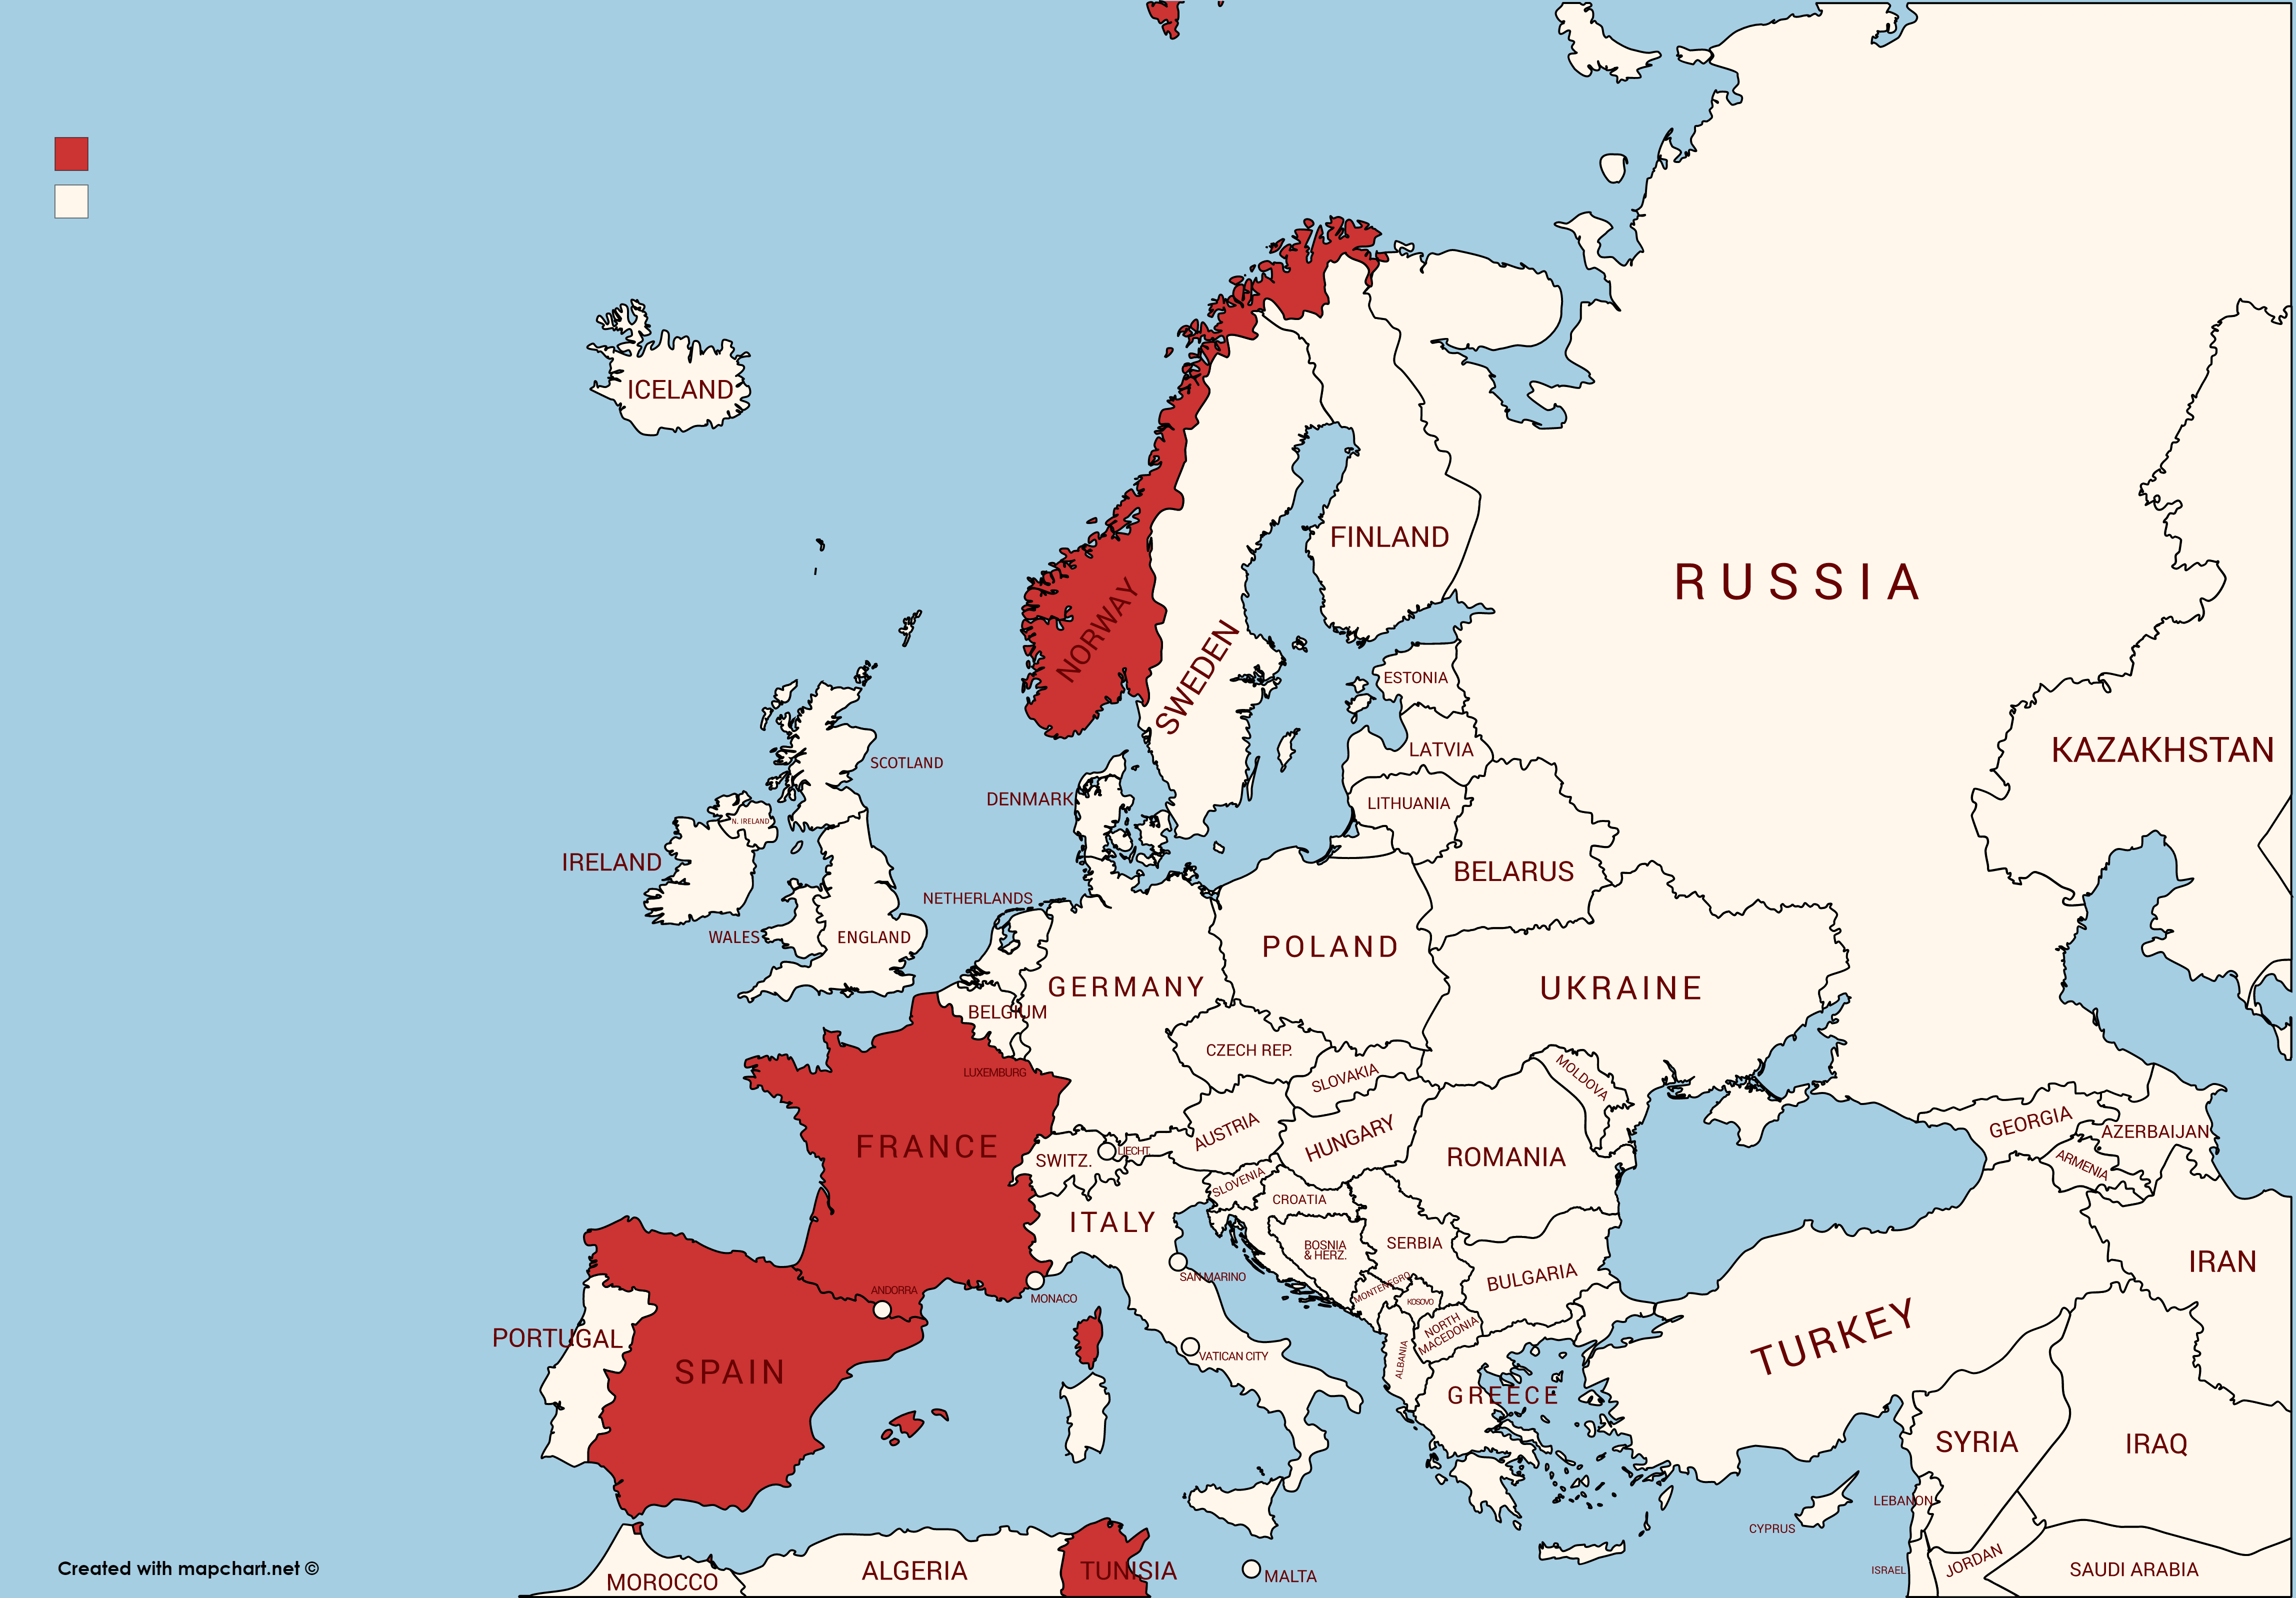 ICELAND
FINLAND
RUSSIA
NORWAY
SWEDEN
ESTONIA
LATVIA
KAZAKHSTAN
SCOTLAND
DENMARK
LITHUANIA
N. IRELAND
IRELAND
BELARUS
NETHERLANDS
WALES
ENGLAND
POLAND
GERMANY
UKRAINE
BELGIUM
CZECH REP.
LUXEMBURG
SLOVAKIA
MOLDOVA
FRANCE
AUSTRIA
HUNGARY
GEORGIA
AZERBAIJAN
SWITZ.
LIECHT.
ROMANIA
ARMENIA
SLOVENIA
CROATIA
ITALY
BOSNIA
& HERZ.
SERBIA
IRAN
SAN MARINO
BULGARIA
ANDORRA
MONACO
MONTENEGRO
KOSOVO
PORTUGAL
NORTH
MACEDONIA
TURKEY
VATICAN CITY
ALBANIA
SPAIN
GREECE
SYRIA
IRAQ
LEBANON
CYPRUS
Created with mapchart.net ©
MOROCCO
ALGERIA
TUNISIA
MALTA
ISRAEL
JORDAN
SAUDI ARABIA